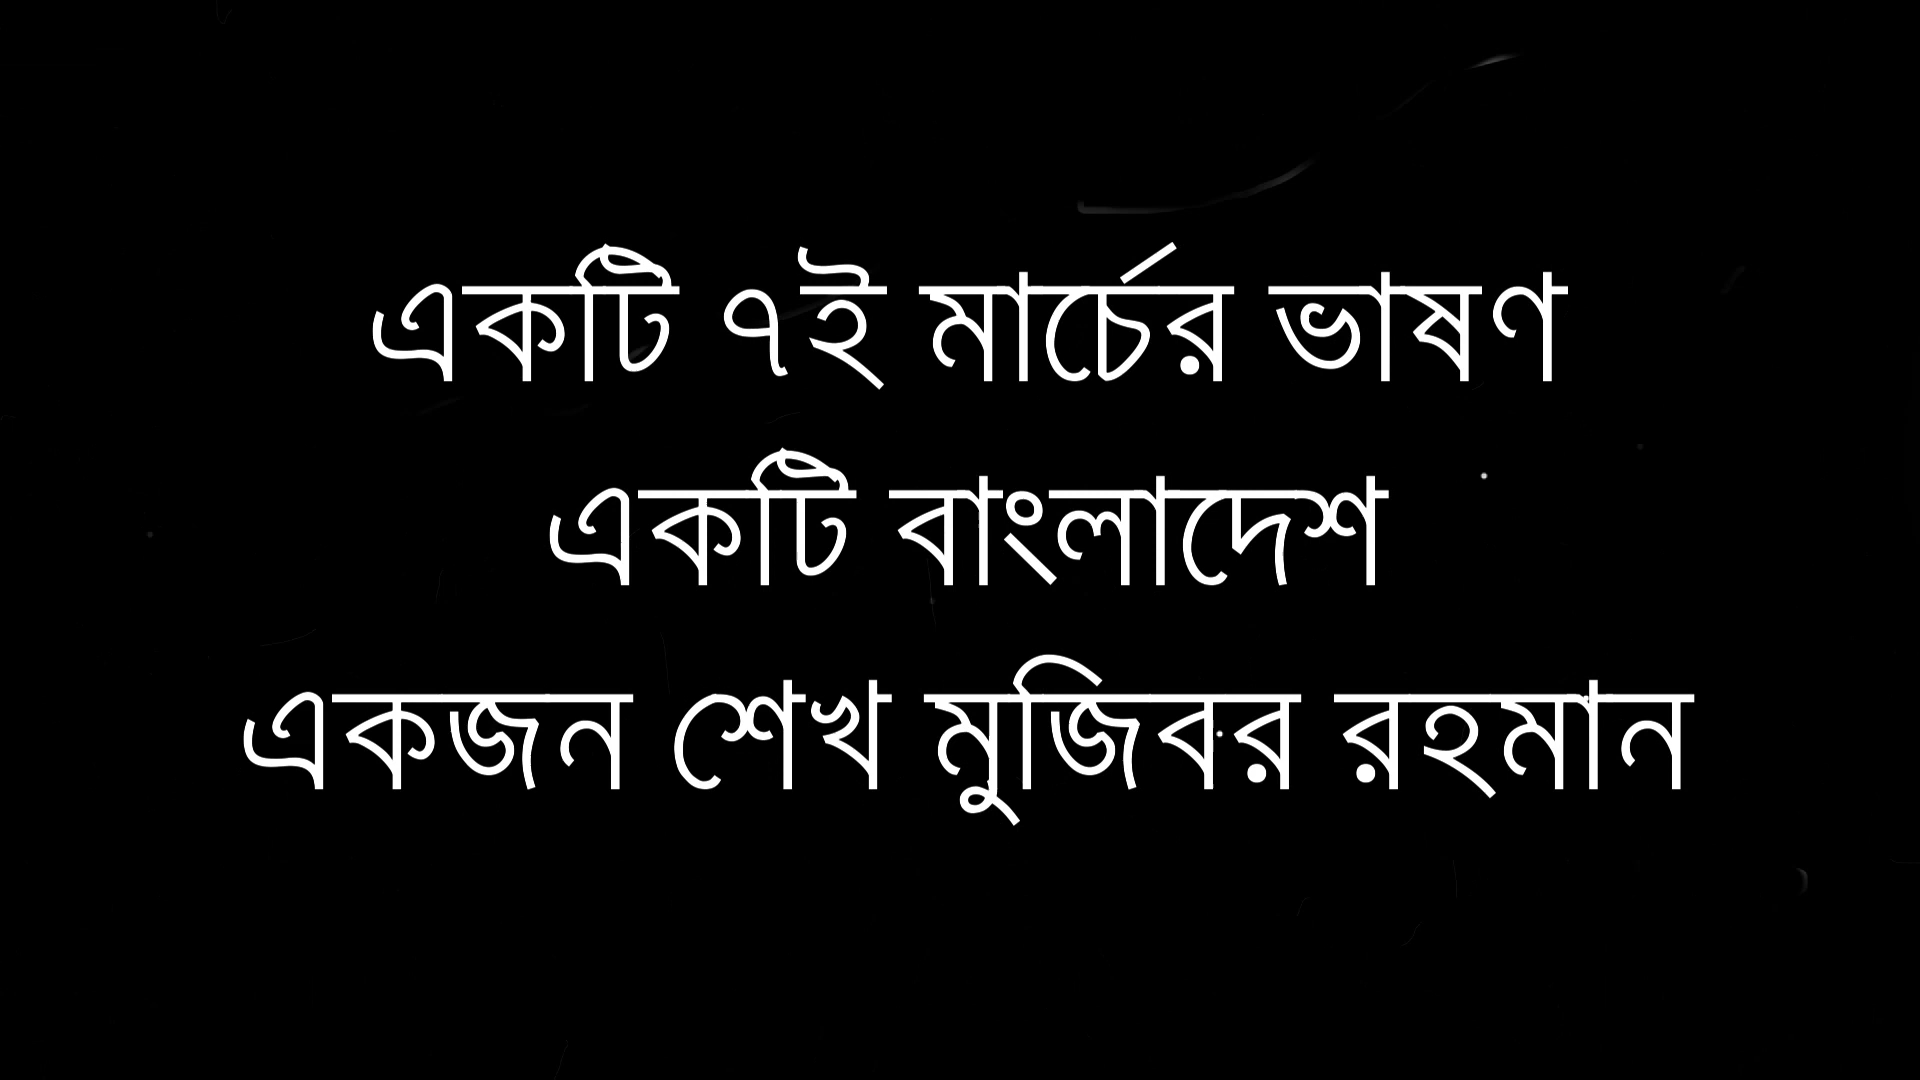 একটি ৭ই মার্চের ভাষণ
একটি বাংলাদেশ
একজন শেখ মুজিবর রহমান